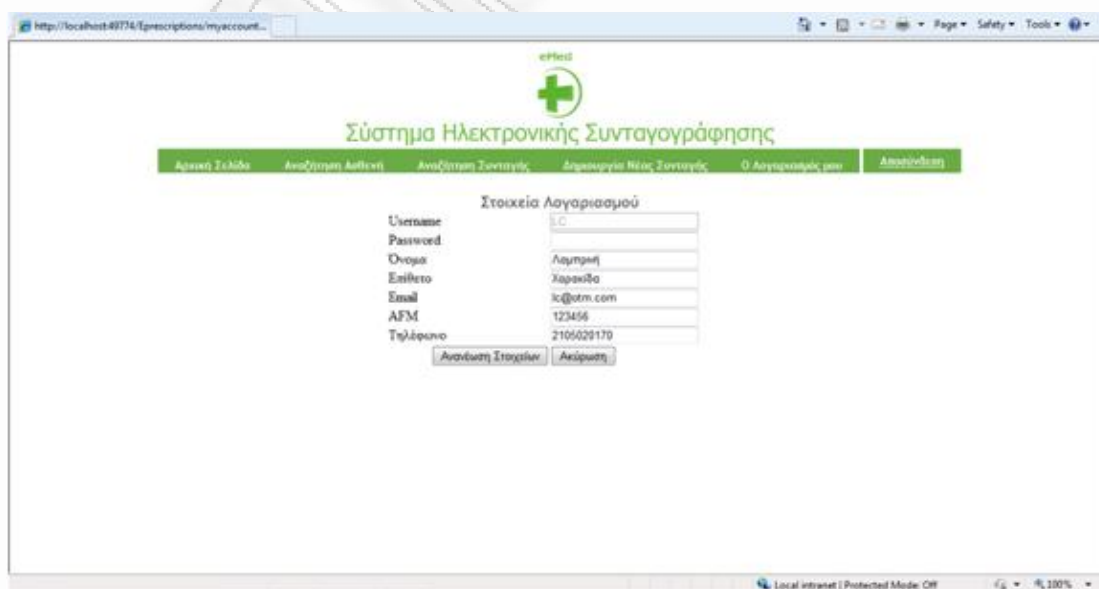 http://localhost:49774/Eprescriptions/myaccount...
Page Safety Tools
eMed
Σύστημα Ηλεκτρονικής Συνταγογράφησης
Αρχική Σελίδα Αναζήτηση Ασθενή Αναζήτηση Συνταγής Δημιουργία Νέας Συνταγής Ο Λογαριασμός μου Αποσύνδεση
Στοιχεία Λογαριασμού
Username LC
Password
Όνομα Λαμπρινή
Επίθετο Χαρακίδα
Email lc@otm.com
AFM 123456
Τηλέφωνο 2105020170
Ανανέωση Στοιχείων Ακύρωση
Local intranet | Protected Mode: Off 100%